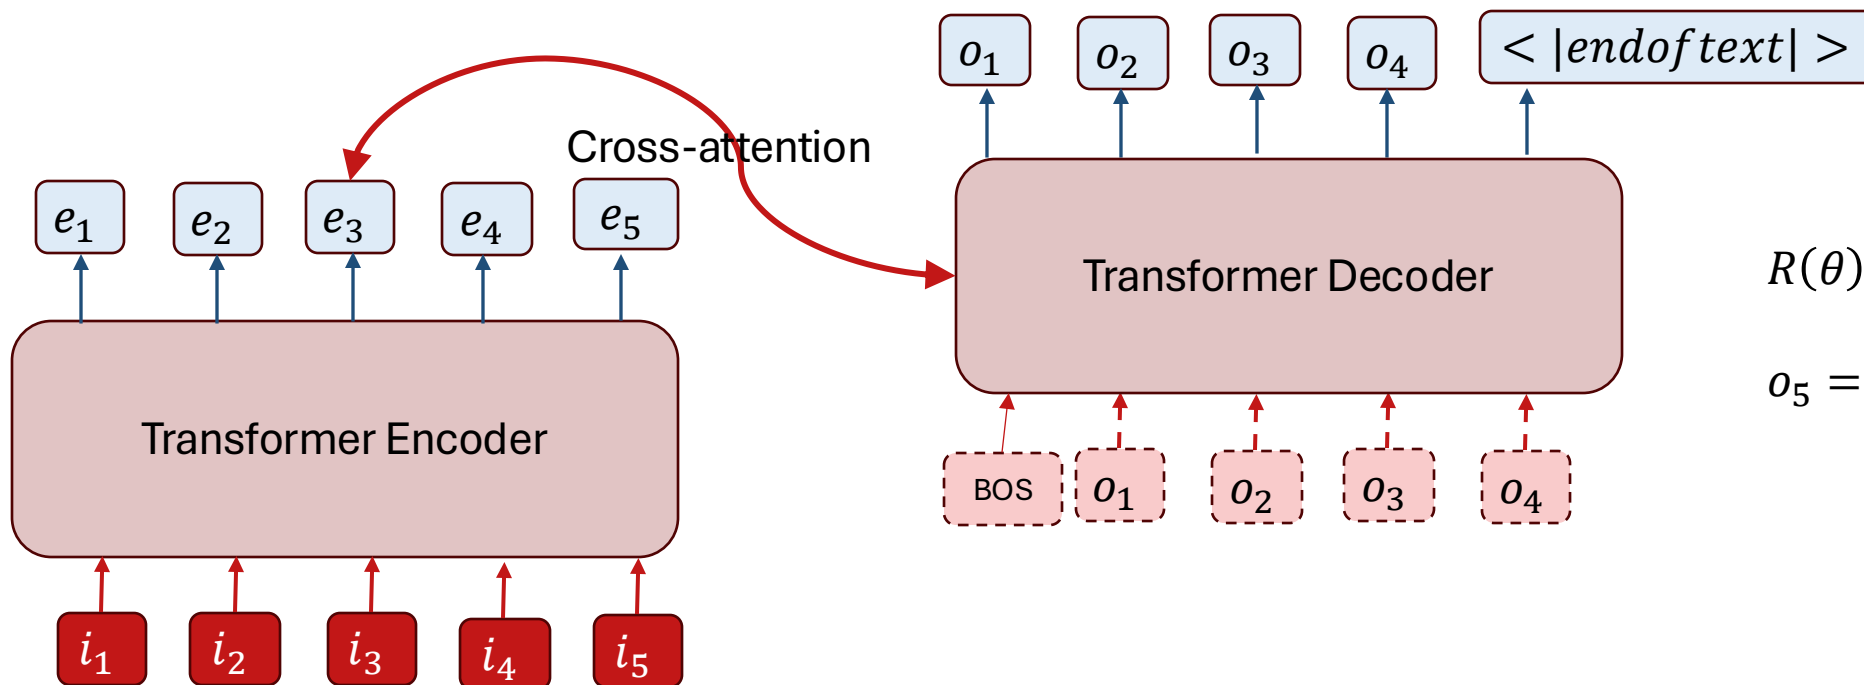 o₁ o₂ o₃ o₄ < |endoftext| >
Cross-attention
e₁ e₂ e₃ e₄ e₅
Transformer Decoder
R(θ)
o₅ =
Transformer Encoder
BOS o₁ o₂ o₃ o₄
i₁ i₂ i₃ i₄ i₅